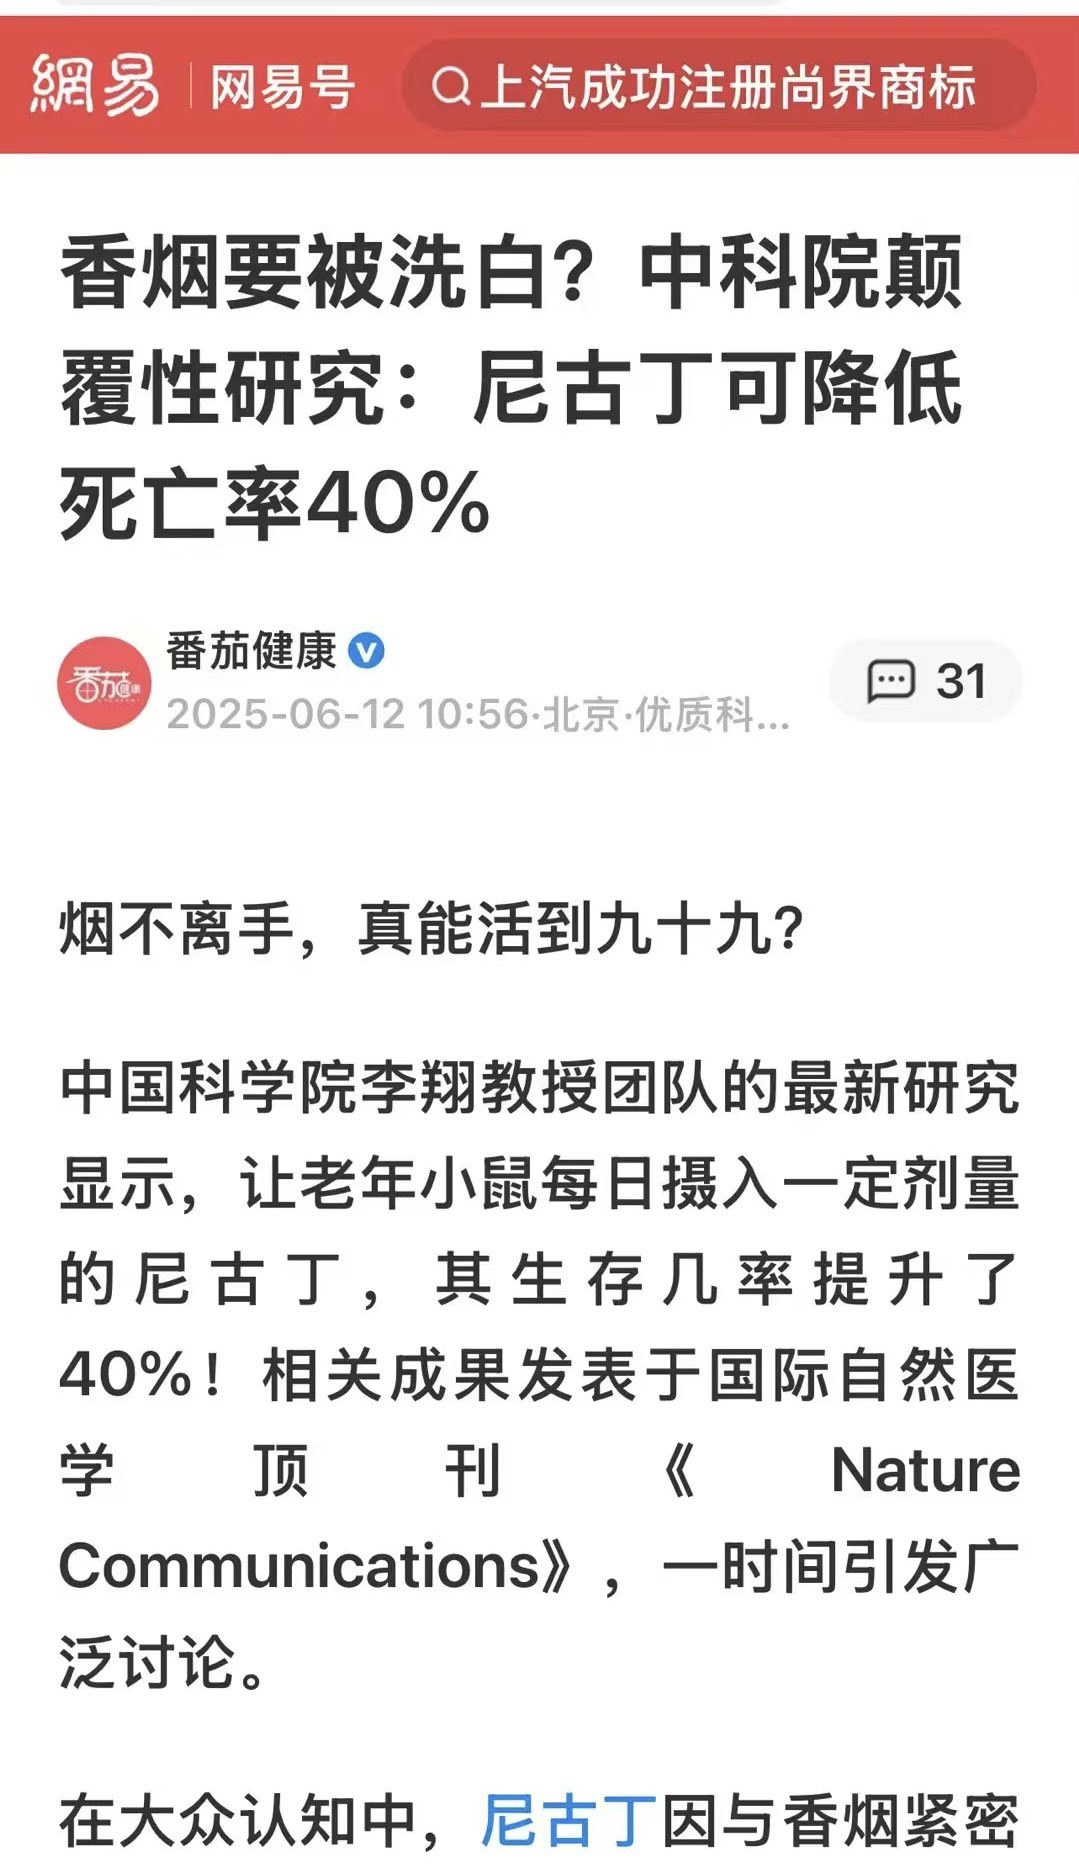 網易 网易号 上汽成功注册尚界商标
香烟要被洗白？中科院颠
覆性研究：尼古丁可降低
死亡率40%
番茄健康
2025-06-12 10:56·北京·优质科...
31
烟不离手，真能活到九十九？
中国科学院李翔教授团队的最新研究
显示，让老年小鼠每日摄入一定剂量
的尼古丁，其生存几率提升了
40%！相关成果发表于国际自然医
学顶刊《Nature
Communications》，一时间引发广
泛讨论。
在大众认知中，尼古丁因与香烟紧密